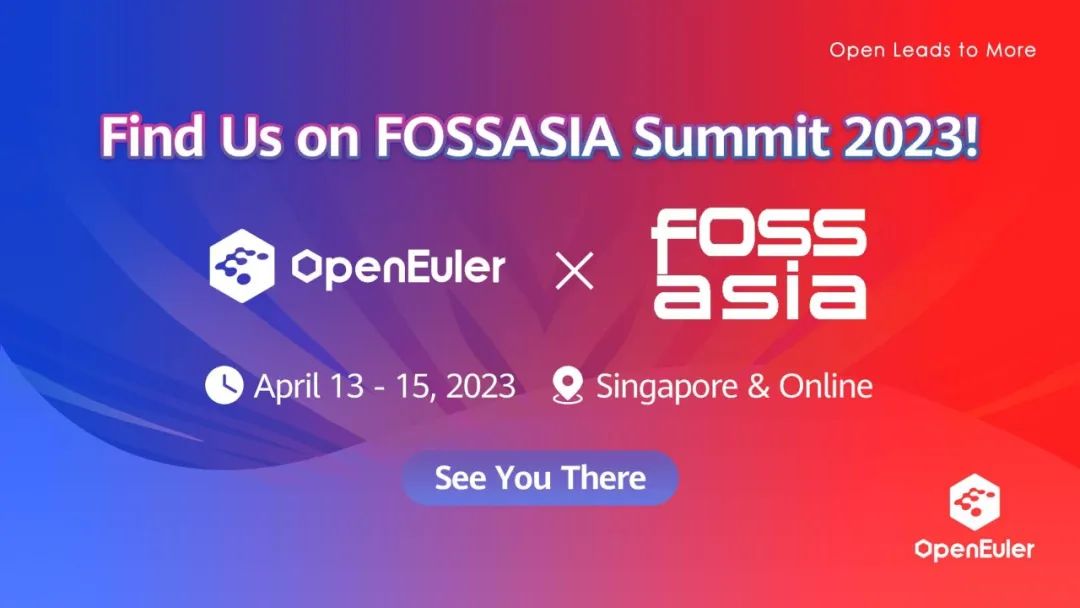 Open Leads to More
Find Us on FOSSASIA Summit 2023!
OpenEuler × foss
asia
April 13 - 15, 2023 Singapore & Online
See You There
OpenEuler